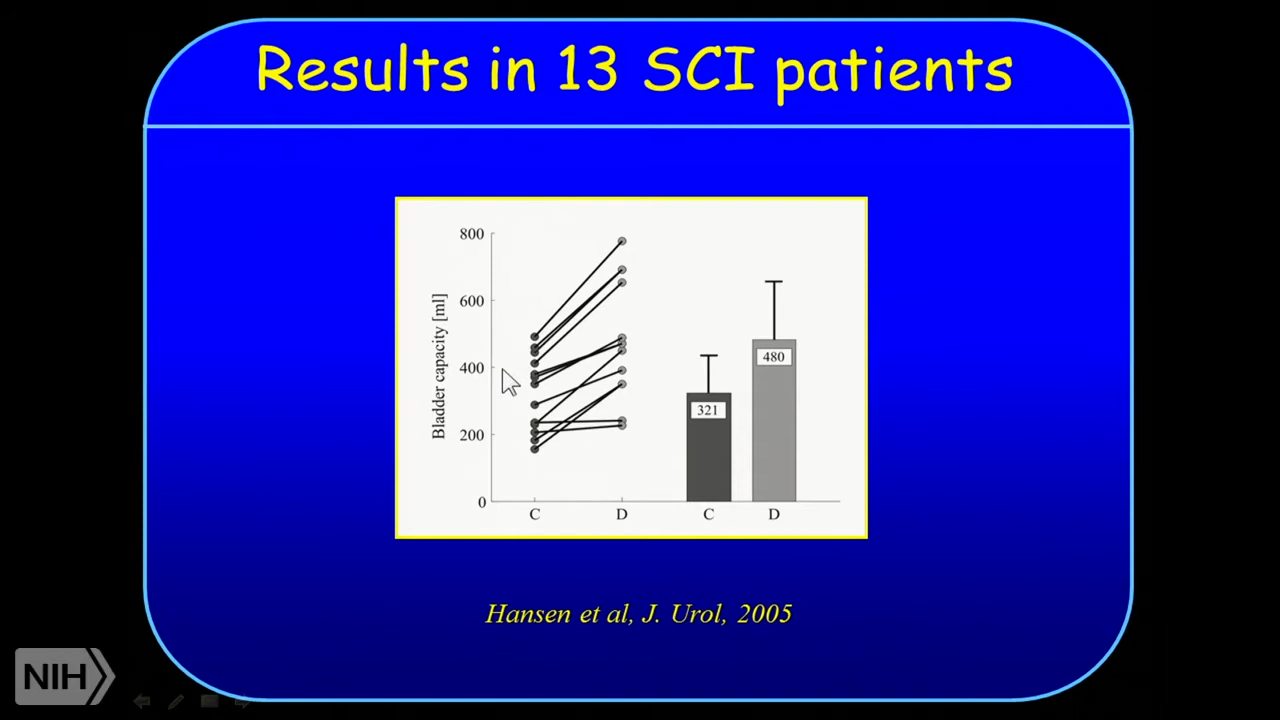 Results in 13 SCI patients
800
600
400
200
0
Bladder capacity [ml]
C
D
C
D
321
480
Hansen et al, J. Urol, 2005
NIH